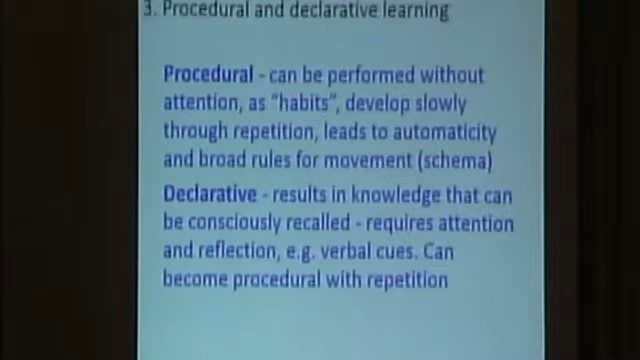 3. Procedural and declarative learning
Procedural - can be performed without
attention, as "habits", develop slowly
through repetition, leads to automaticity
and broad rules for movement (schema)
Declarative - results in knowledge that can
be consciously recalled - requires attention
and reflection, e.g. verbal cues. Can
become procedural with repetition